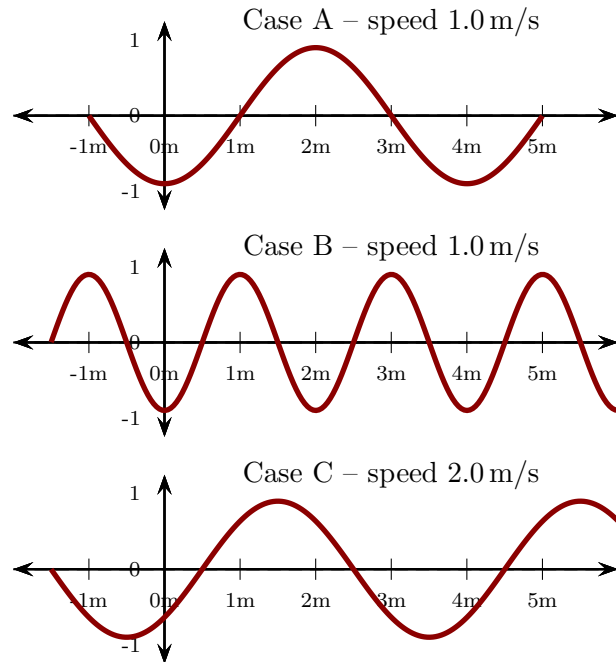 Case A – speed 1.0 m/s
1
0
-1m 0m 1m 2m 3m 4m 5m
-1
Case B – speed 1.0 m/s
1
0
-1m 0m 1m 2m 3m 4m 5m
-1
Case C – speed 2.0 m/s
1
0
-1m 0m 1m 2m 3m 4m 5m
-1